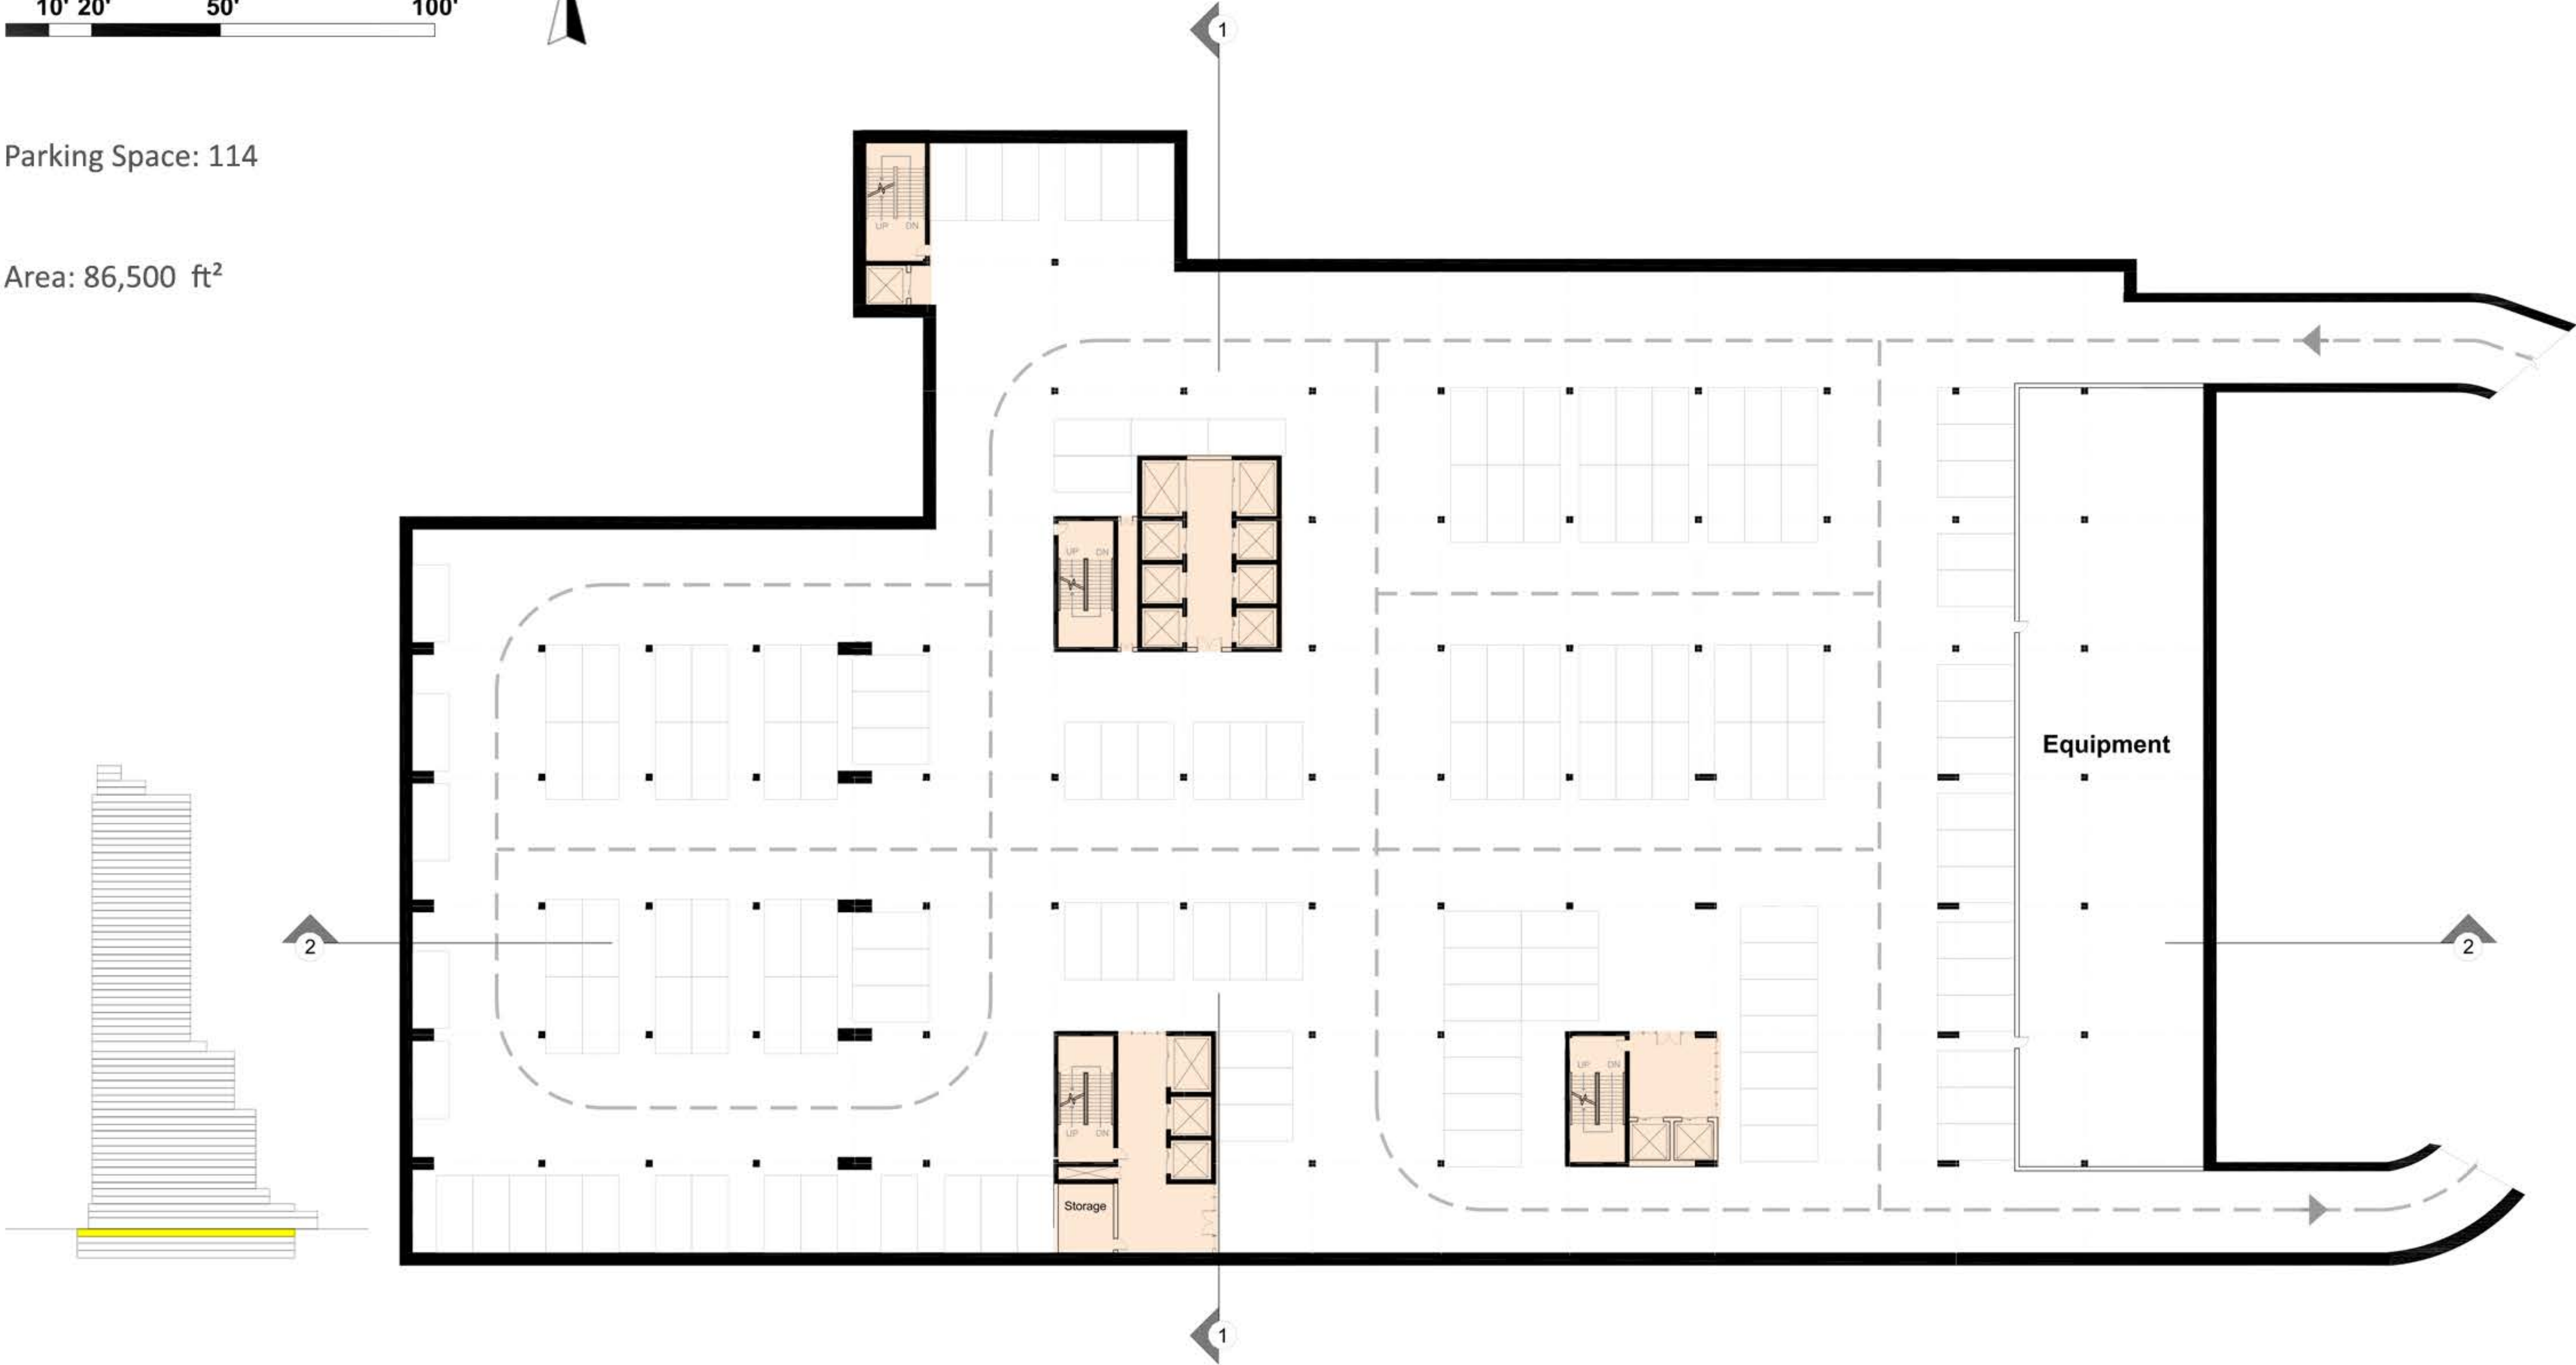 10' 20' 50' 100'
1
Parking Space: 114
UP DN
Area: 86,500 ft²
UP DN
Equipment
2
2
UP DN
UP DN
Storage
1